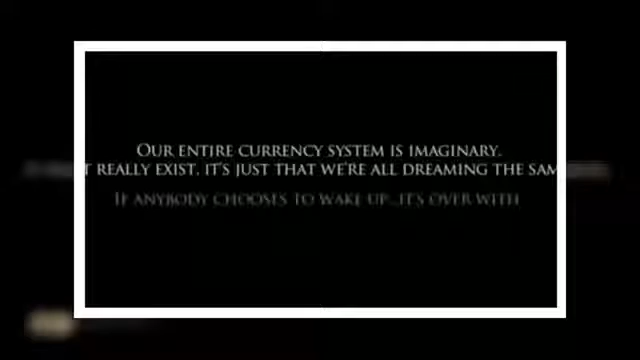 OUR ENTIRE CURRENCY SYSTEM IS IMAGINARY.
T REALLY EXIST, IT'S JUST THAT WE'RE ALL DREAMING THE SAM
IF ANYBODY CHOOSES TO WAKE UP...IT'S OVER WITH